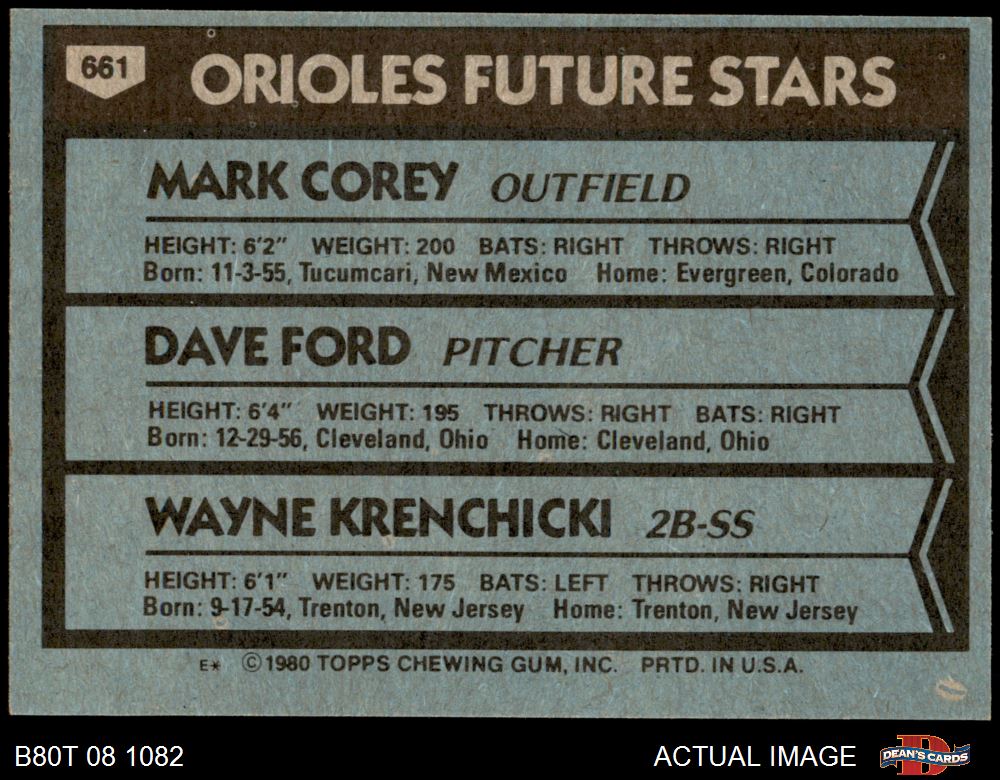 661
ORIOLES FUTURE STARS
MARK COREY OUTFIELD
HEIGHT: 6'2" WEIGHT: 200 BATS: RIGHT THROWS: RIGHT
Born: 11-3-55, Tucumcari, New Mexico Home: Evergreen, Colorado
DAVE FORD PITCHER
HEIGHT: 6'4" WEIGHT: 195 THROWS: RIGHT BATS: RIGHT
Born: 12-29-56, Cleveland, Ohio Home: Cleveland, Ohio
WAYNE KRENCHICKI 2B-SS
HEIGHT: 6'1" WEIGHT: 175 BATS: LEFT THROWS: RIGHT
Born: 9-17-54, Trenton, New Jersey Home: Trenton, New Jersey
E* ©1980 TOPPS CHEWING GUM, INC. PRTD. IN U.S.A.
B80T 08 1082
ACTUAL IMAGE
D
DEAN'S CARDS